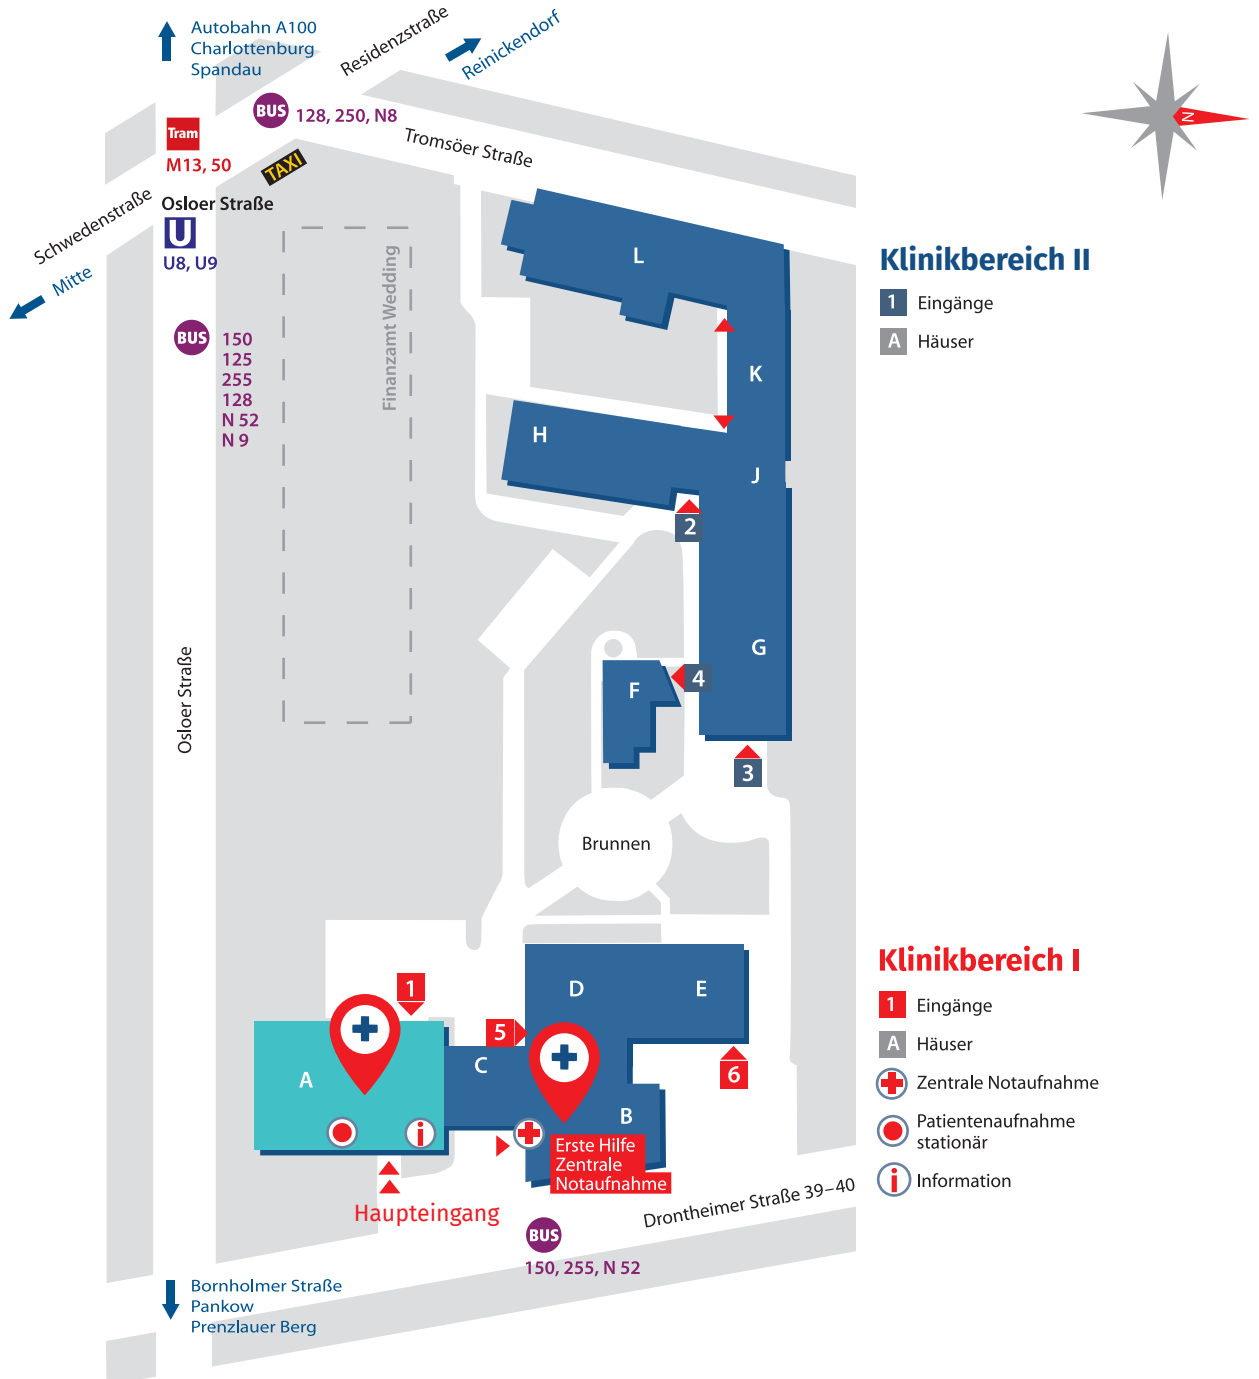 Autobahn A100
Charlottenburg
Spandau
Residenzstraße
Reinickendorf
BUS
128, 250, N8
Tram
M13, 50
TAXI
Tromsöer Straße
N
Schwedenstraße
Osloer Straße
U
U8, U9
Mitte
BUS
150
125
255
128
N 52
N 9
Finanzamt Wedding
L
K
H
J
2
G
F
4
3
Klinikbereich II
1 Eingänge
A Häuser
Osloer Straße
Brunnen
D
E
1
5
C
6
A
B
i
Erste Hilfe
Zentrale
Notaufnahme
Haupteingang
Drontheimer Straße 39–40
BUS
150, 255, N 52
Klinikbereich I
1 Eingänge
A Häuser
Zentrale Notaufnahme
Patientenaufnahme
stationär
i Information
Bornholmer Straße
Pankow
Prenzlauer Berg